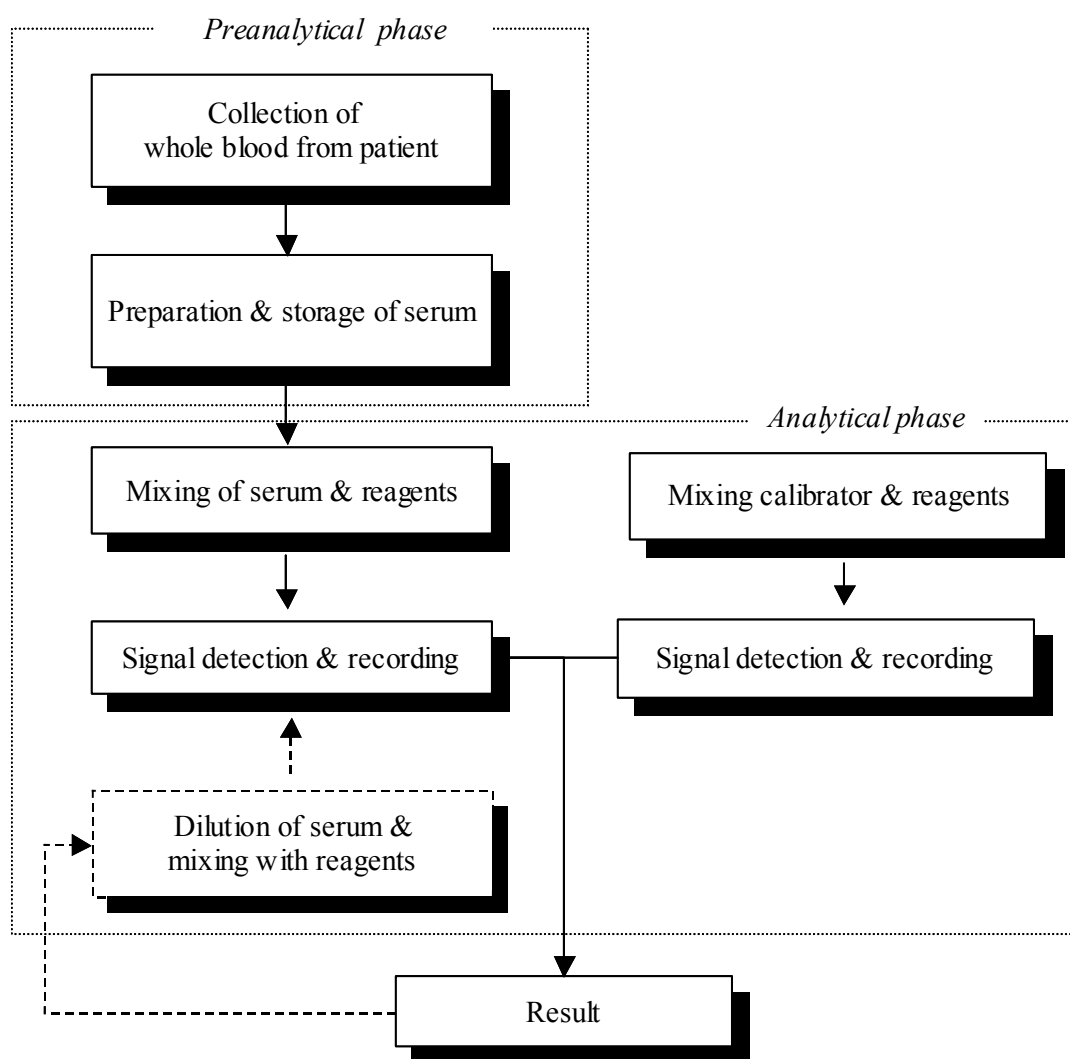 Preanalytical phase
Collection of
whole blood from patient
Preparation & storage of serum
Analytical phase
Mixing of serum & reagents
Mixing calibrator & reagents
Signal detection & recording
Signal detection & recording
Dilution of serum &
mixing with reagents
Result